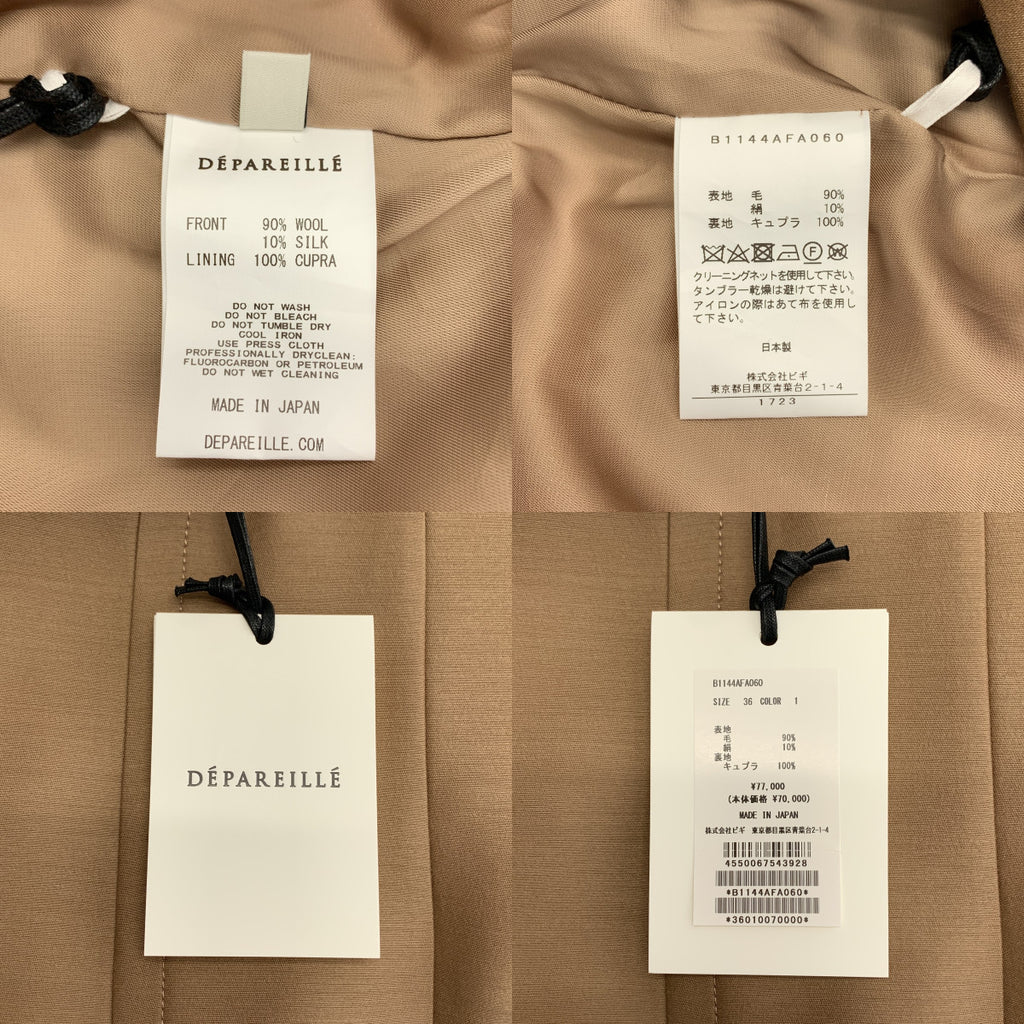 DÉPAREILLÉ
FRONT 90% WOOL
10% SILK
LINING 100% CUPRA
DO NOT WASH
DO NOT BLEACH
DO NOT TUMBLE DRY
COOL IRON
USE PRESS CLOTH
PROFESSIONALLY DRYCLEAN:
FLUOROCARBON OR PETROLEUM
DO NOT WET CLEANING
MADE IN JAPAN
DEPAREILLE.COM
B1144AFA060
表地 毛 90%
絹 10%
裏地 キュプラ 100%
F W
クリーニングネットを使用して下さい。
タンブラー乾燥は避けて下さい。
アイロンの際はあて布を使用し
て下さい。
日本製
株式会社ビギ
東京都目黒区青葉台2-1-4
1723
DÉPAREILLÉ
B1144AFA060
SIZE 36 COLOR 1
表地
毛 90%
絹 10%
裏地
キュプラ 100%
¥77,000
(本体価格 ¥70,000)
MADE IN JAPAN
株式会社ビギ 東京都目黒区青葉台2-1-4
4550067543928
*B1144AFA060*
*36010070000*